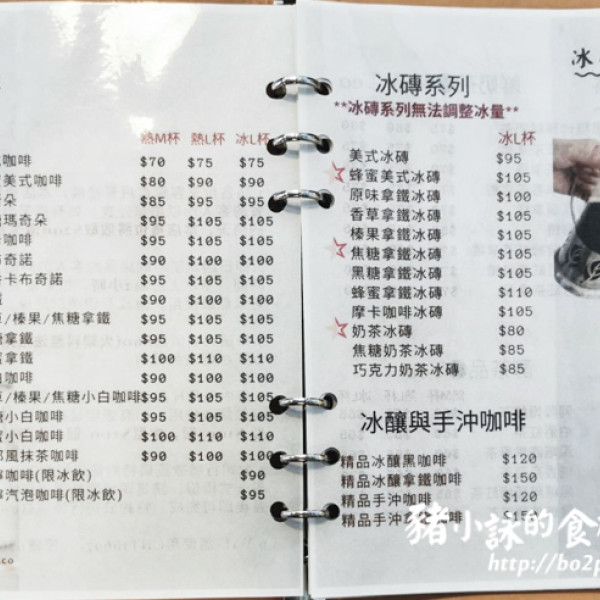 熱M杯 熱L杯 冰L杯
咖啡 $70 $75 $75
美式咖啡 $80 $90 $90
朵 $85 $95 $95
瑪奇朵 $95 $105 $105
咖啡 $95 $105 $105
奇諾 $90 $100 $100
卡布奇諾 $95 $105 $105
$90 $100 $100
/榛果/焦糖拿鐵 $95 $105 $105
拿鐵 $95 $105 $105
拿鐵 $100 $110 $110
咖啡 $90 $100 $100
/榛果/焦糖小白咖啡 $95 $105 $105
小白咖啡 $95 $105 $105
小白咖啡 $100 $110 $110
風抹茶咖啡 $90 $100 $100
咖啡(限冰飲) $90
汽泡咖啡(限冰飲) $95
冰磚系列
**冰磚系列無法調整冰量**
冰L杯
美式冰磚 $95
蜂蜜美式冰磚 $105
原味拿鐵冰磚 $100
香草拿鐵冰磚 $105
榛果拿鐵冰磚 $105
焦糖拿鐵冰磚 $105
黑糖拿鐵冰磚 $105
蜂蜜拿鐵冰磚 $110
摩卡咖啡冰磚 $105
奶茶冰磚 $80
焦糖奶茶冰磚 $85
巧克力奶茶冰磚 $85
冰釀與手沖咖啡
精品冰釀黑咖啡 $120
精品冰釀拿鐵咖啡 $150
精品手沖咖啡 $120
精品手沖拿鐵咖啡 $150
冰
豬小詸的食
http://bo2p